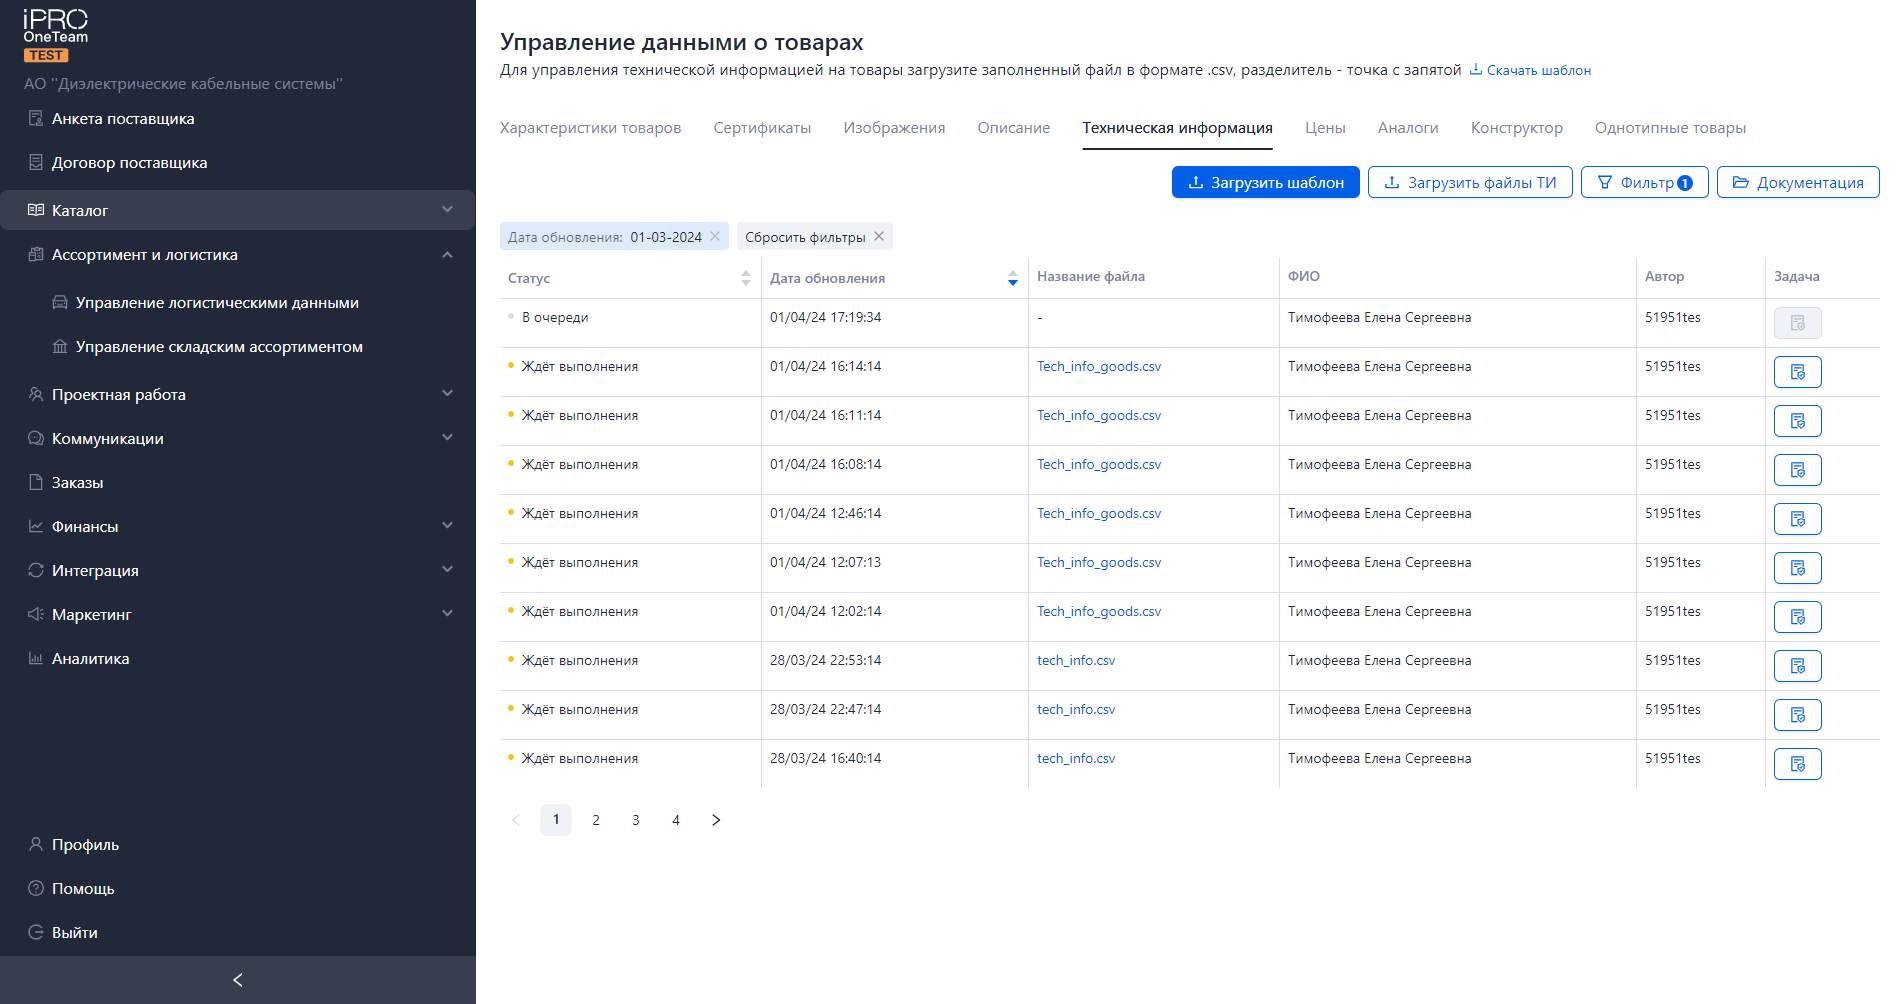 iPRO
OneTeam
TEST
АО "Диэлектрические кабельные системы"
Анкета поставщика
Договор поставщика
Каталог
Ассортимент и логистика
Управление логистическими данными
Управление складским ассортиментом
Проектная работа
Коммуникации
Заказы
Финансы
Интеграция
Маркетинг
Аналитика
Профиль
Помощь
Выйти
Управление данными о товарах
Для управления технической информацией на товары загрузите заполненный файл в формате .csv, разделитель - точка с запятой Скачать шаблон
Характеристики товаров Сертификаты Изображения Описание Техническая информация Цены Аналоги Конструктор Однотипные товары
Загрузить шаблон Загрузить файлы ТИ Фильтр 1 Документация
Дата обновления: 01-03-2024 Сбросить фильтры
Статус Дата обновления Название файла ФИО Автор Задача
В очереди 01/04/24 17:19:34 - Тимофеева Елена Сергеевна 51951tes
Ждёт выполнения 01/04/24 16:14:14 Tech_info_goods.csv Тимофеева Елена Сергеевна 51951tes
Ждёт выполнения 01/04/24 16:11:14 Tech_info_goods.csv Тимофеева Елена Сергеевна 51951tes
Ждёт выполнения 01/04/24 16:08:14 Tech_info_goods.csv Тимофеева Елена Сергеевна 51951tes
Ждёт выполнения 01/04/24 12:46:14 Tech_info_goods.csv Тимофеева Елена Сергеевна 51951tes
Ждёт выполнения 01/04/24 12:07:13 Tech_info_goods.csv Тимофеева Елена Сергеевна 51951tes
Ждёт выполнения 01/04/24 12:02:14 Tech_info_goods.csv Тимофеева Елена Сергеевна 51951tes
Ждёт выполнения 28/03/24 22:53:14 tech_info.csv Тимофеева Елена Сергеевна 51951tes
Ждёт выполнения 28/03/24 22:47:14 tech_info.csv Тимофеева Елена Сергеевна 51951tes
Ждёт выполнения 28/03/24 16:40:14 tech_info.csv Тимофеева Елена Сергеевна 51951tes
1 2 3 4